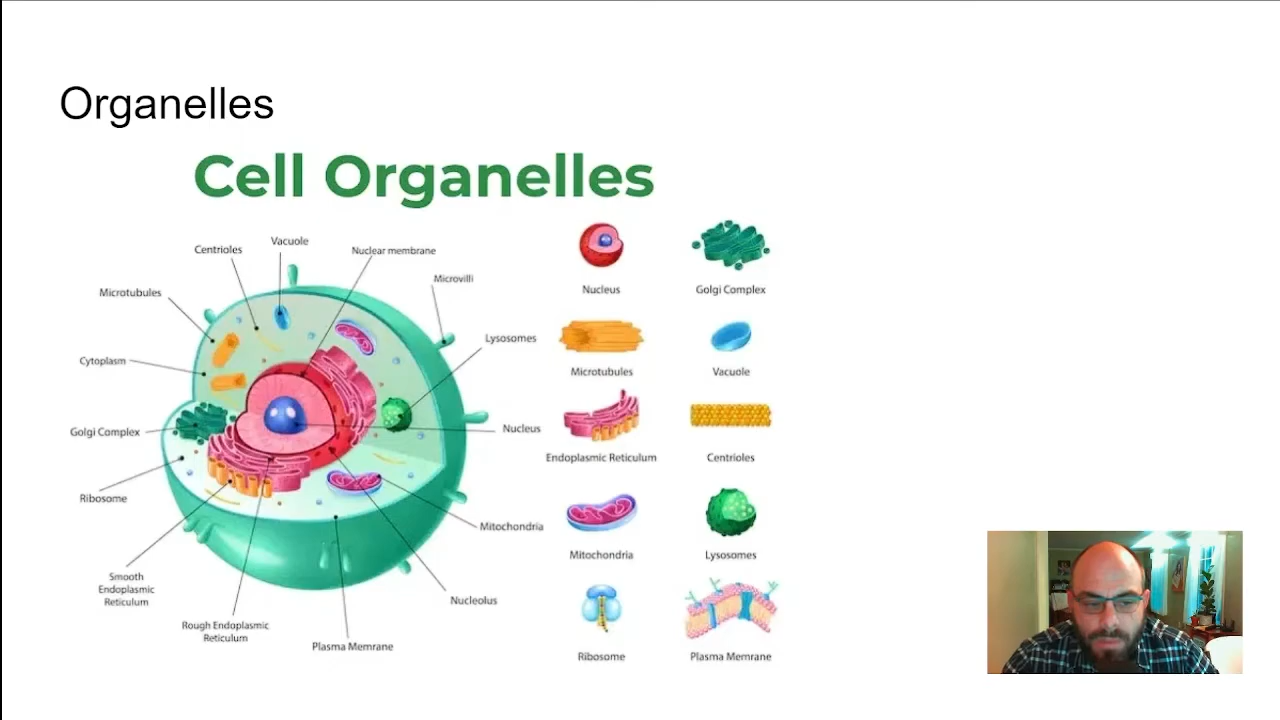 Organelles
Cell Organelles
Centrioles
Vacuole
Nuclear membrane
Microvilli
Microtubules
Lysosomes
Cytoplasm
Golgi Complex
Nucleus
Ribosome
Mitochondria
Smooth
Endoplasmic
Reticulum
Nucleolus
Rough Endoplasmic
Reticulum
Plasma Memrane
Nucleus
Golgi Complex
Microtubules
Vacuole
Endoplasmic Reticulum
Centrioles
Mitochondria
Lysosomes
Ribosome
Plasma Memrane